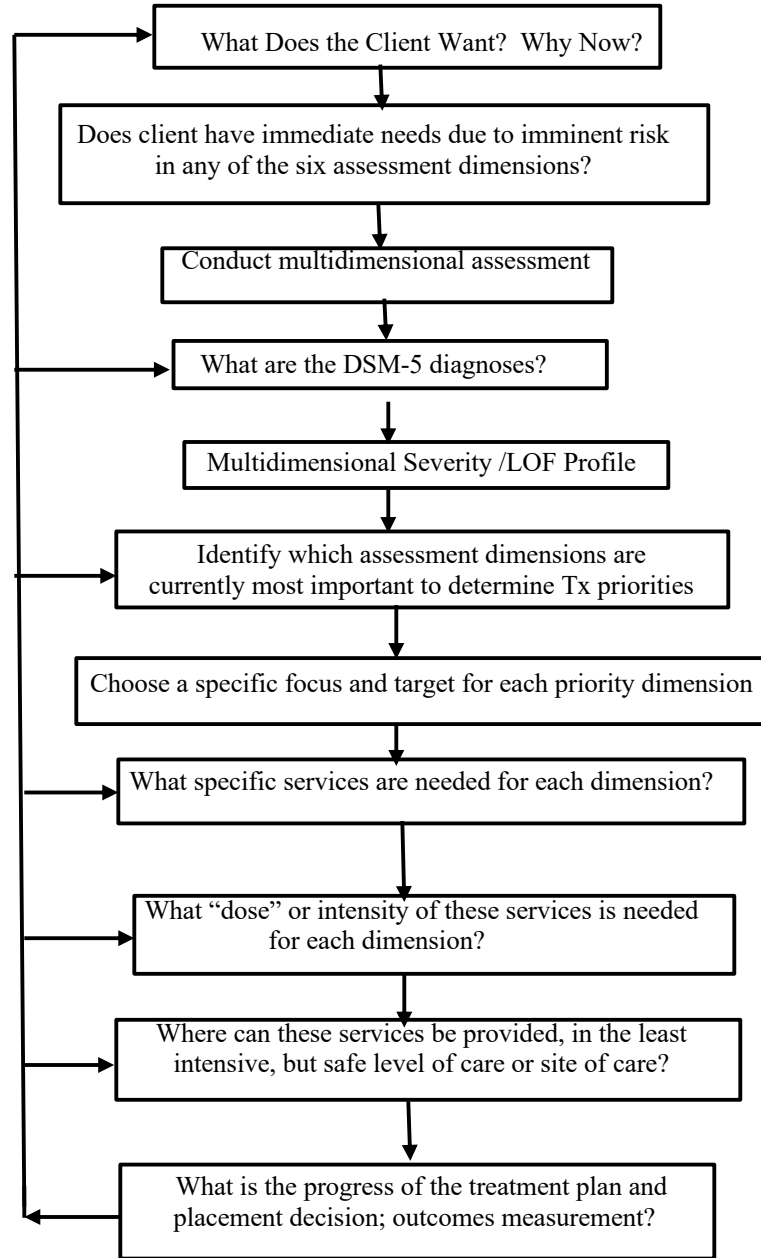 What Does the Client Want? Why Now?
Does client have immediate needs due to imminent risk
in any of the six assessment dimensions?
Conduct multidimensional assessment
What are the DSM-5 diagnoses?
Multidimensional Severity /LOF Profile
Identify which assessment dimensions are
currently most important to determine Tx priorities
Choose a specific focus and target for each priority dimension
What specific services are needed for each dimension?
What “dose” or intensity of these services is needed
for each dimension?
Where can these services be provided, in the least
intensive, but safe level of care or site of care?
What is the progress of the treatment plan and
placement decision; outcomes measurement?